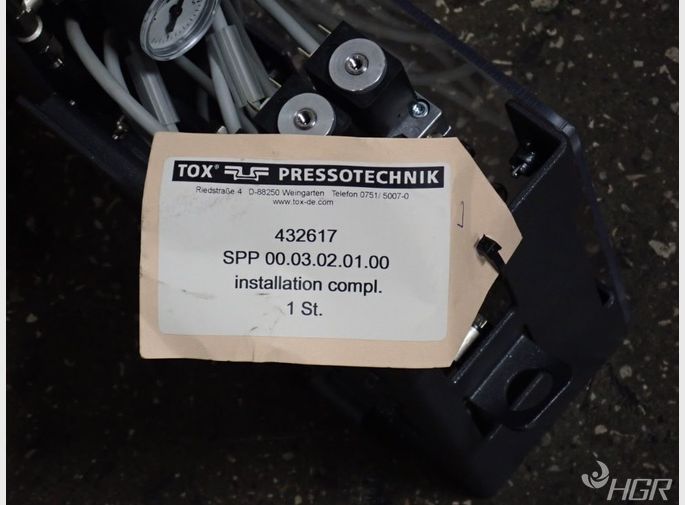 TOX® PRESSOTECHNIK
Riedstraße 4 D-88250 Weingarten Telefon 0751/ 5007-0
www.tox-de.com
432617
SPP 00.03.02.01.00
installation compl.
1 St.
HGR